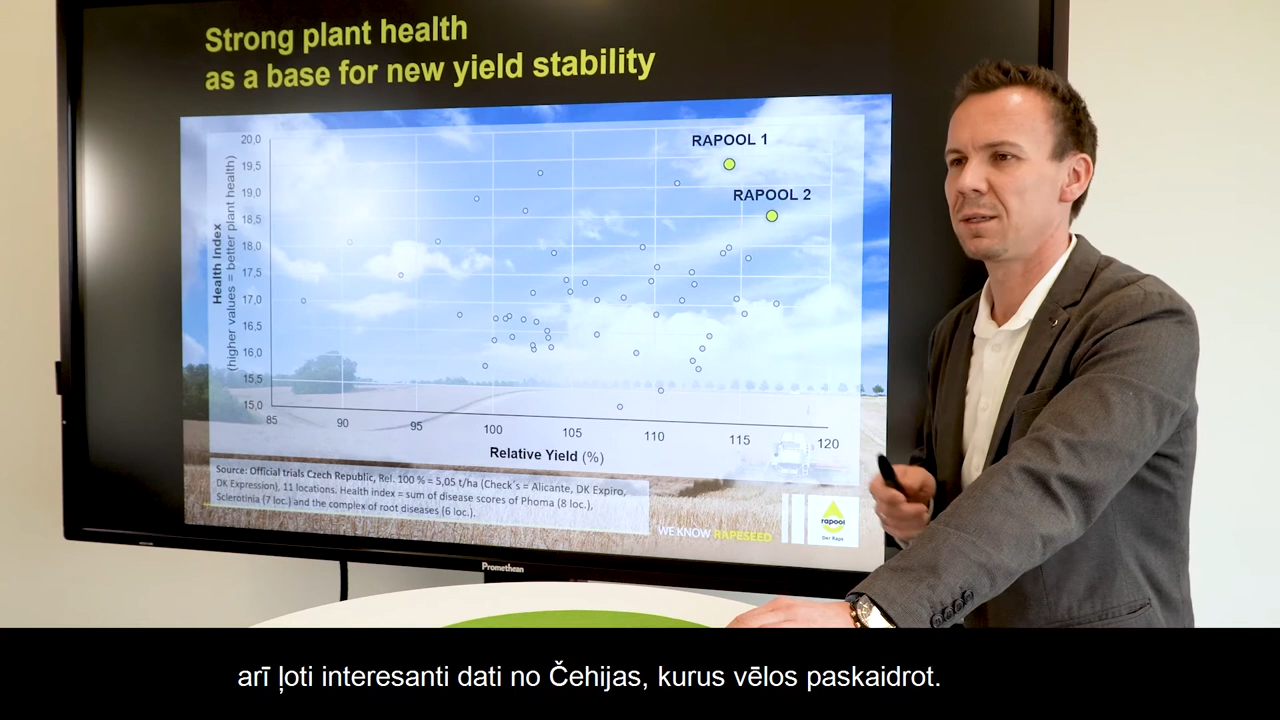 Strong plant health
as a base for new yield stability
RAPOOL 1
RAPOOL 2
Health Index
(higher values = better plant health)
20,0
19,5
19,0
18,5
18,0
17,5
17,0
16,5
16,0
15,5
15,0
85
90
95
100
105
110
115
120
Relative Yield (%)
Source: Official trials Czech Republic, Rel. 100 % = 5,05 t/ha (Check´s = Alicante, DK Expiro,
DK Expression), 11 locations. Health index = sum of disease scores of Phoma (8 loc.),
Sclerotinia (7 loc.) and the complex of root diseases (6 loc.).
WE KNOW RAPESEED
rapool
Der Raps
Promethean
arī ļoti interesanti dati no Čehijas, kurus vēlos paskaidrot.